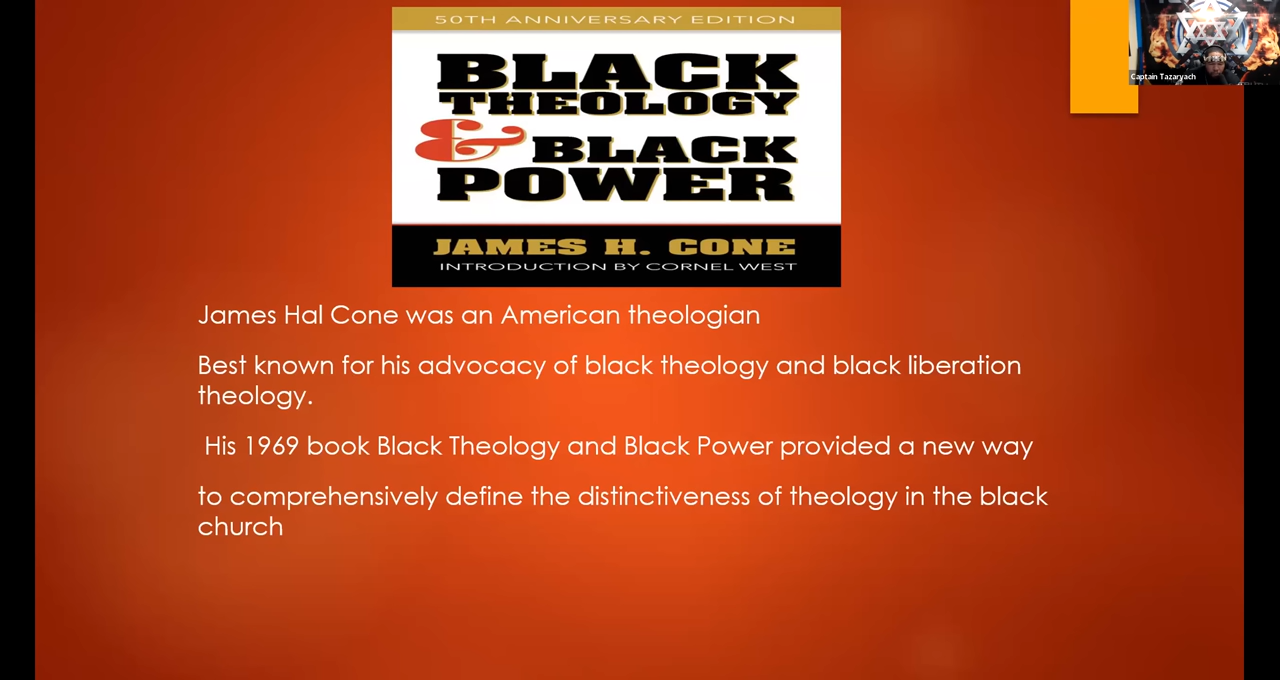 50TH ANNIVERSARY EDITION
BLACK
THEOLOGY
& BLACK
POWER
JAMES H. CONE
INTRODUCTION BY CORNEL WEST
Captain Tazaryach
James Hal Cone was an American theologian
Best known for his advocacy of black theology and black liberation
theology.
His 1969 book Black Theology and Black Power provided a new way
to comprehensively define the distinctiveness of theology in the black
church